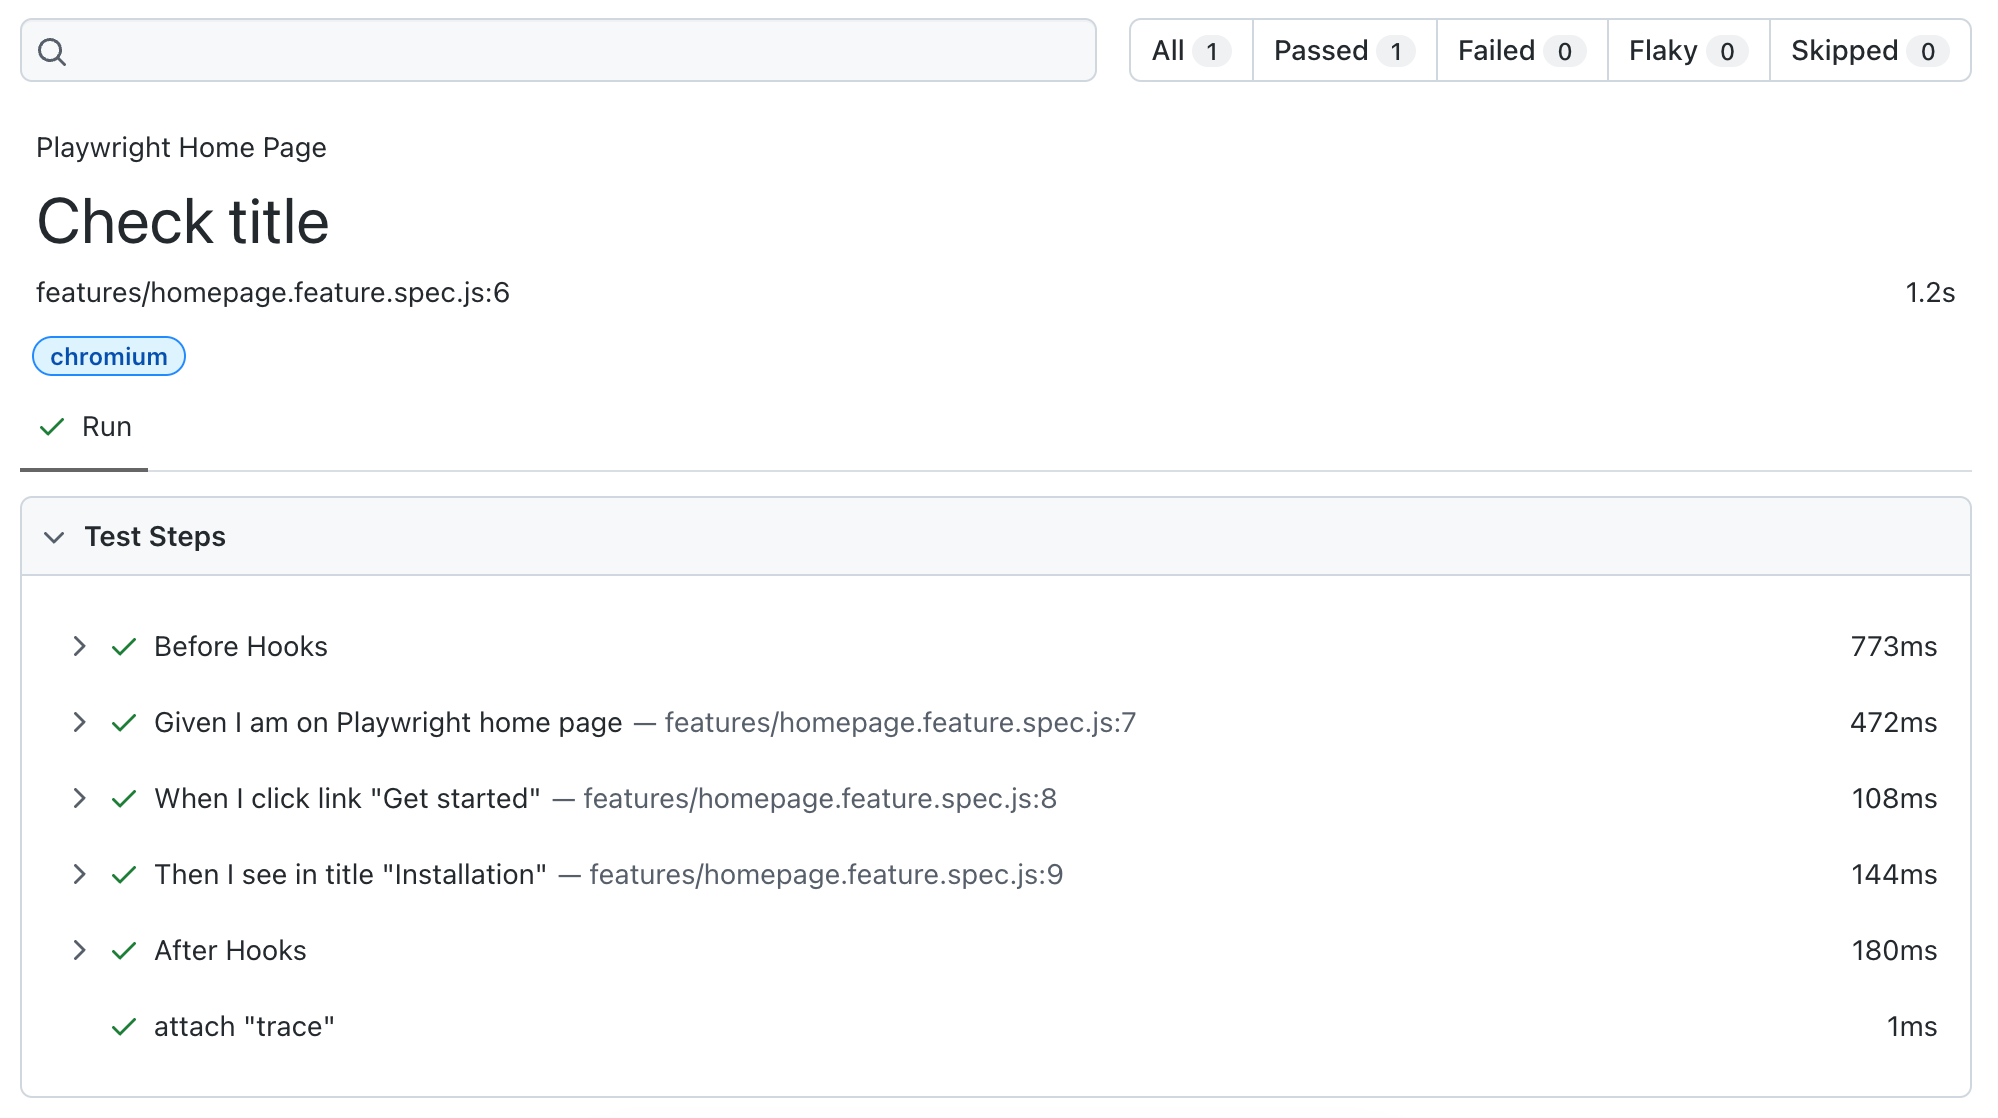 All 1 Passed 1 Failed 0 Flaky 0 Skipped 0
Playwright Home Page
Check title
features/homepage.feature.spec.js:6 1.2s
chromium
Run
Test Steps
Before Hooks 773ms
Given I am on Playwright home page — features/homepage.feature.spec.js:7 472ms
When I click link "Get started" — features/homepage.feature.spec.js:8 108ms
Then I see in title "Installation" — features/homepage.feature.spec.js:9 144ms
After Hooks 180ms
attach "trace" 1ms